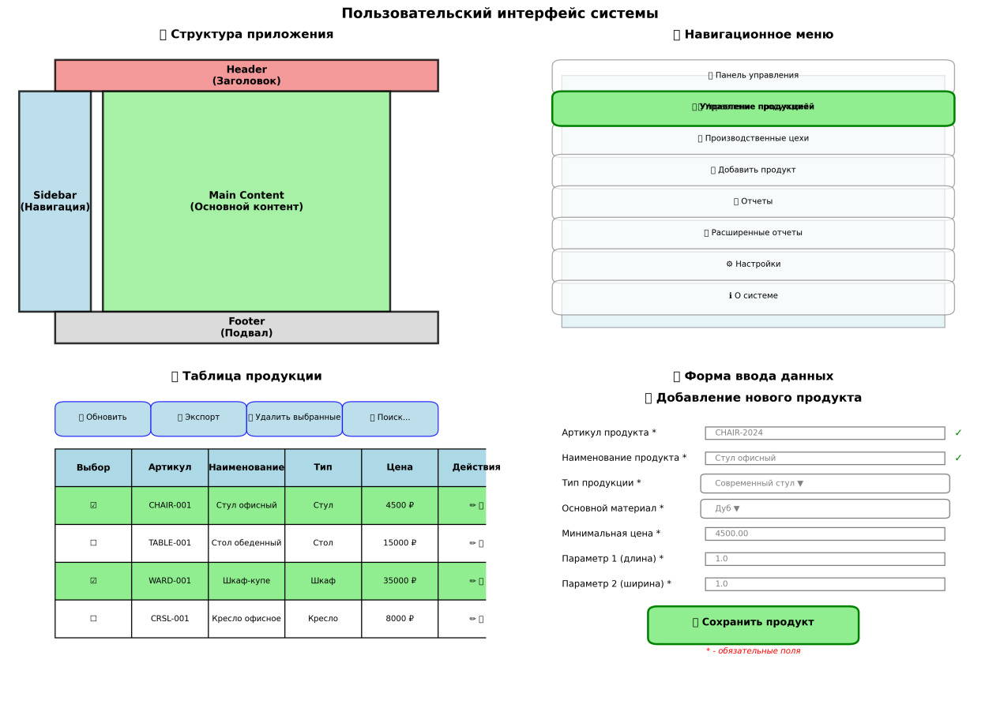 Пользовательский интерфейс системы
Структура приложения
Header
(Заголовок)
Sidebar
(Навигация)
Main Content
(Основной контент)
Footer
(Подвал)
Навигационное меню
Панель управления
Управление продукцией
Производственные цехи
Добавить продукт
Отчеты
Расширенные отчеты
⚙ Настройки
ℹ О системе
Таблица продукции
Обновить Экспорт Удалить выбранные Поиск...
Выбор Артикул Наименование Тип Цена Действия
☑ CHAIR-001 Стул офисный Стул 4500 ₽ ✏
☐ TABLE-001 Стол обеденный Стол 15000 ₽ ✏
☑ WARD-001 Шкаф-купе Шкаф 35000 ₽ ✏
☐ CRSL-001 Кресло офисное Кресло 8000 ₽ ✏
Форма ввода данных
Добавление нового продукта
Артикул продукта * CHAIR-2024 ✓
Наименование продукта * Стул офисный ✓
Тип продукции * Современный стул ▼
Основной материал * Дуб ▼
Минимальная цена * 4500.00
Параметр 1 (длина) * 1.0
Параметр 2 (ширина) * 1.0
Сохранить продукт
* - обязательные поля